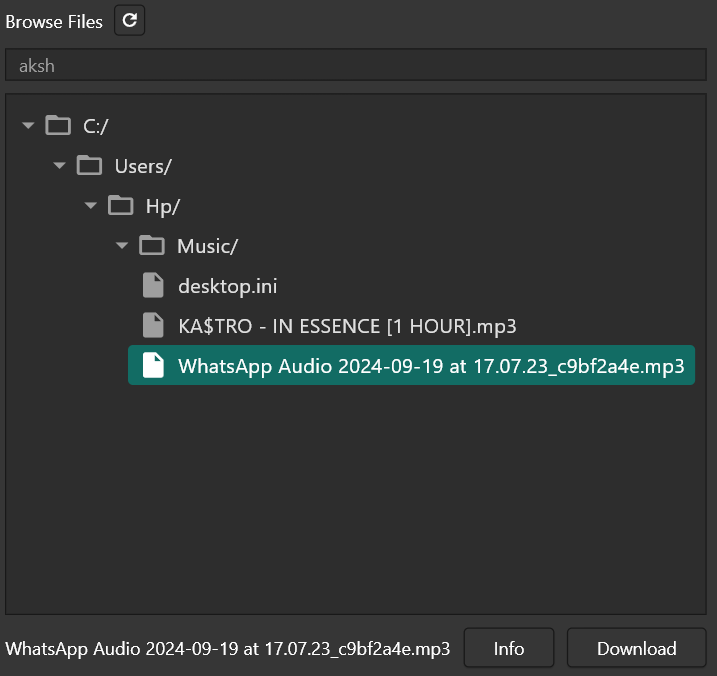 Browse Files
aksh
C:/
Users/
Hp/
Music/
desktop.ini
KA$TRO - IN ESSENCE [1 HOUR].mp3
WhatsApp Audio 2024-09-19 at 17.07.23_c9bf2a4e.mp3
WhatsApp Audio 2024-09-19 at 17.07.23_c9bf2a4e.mp3 Info Download